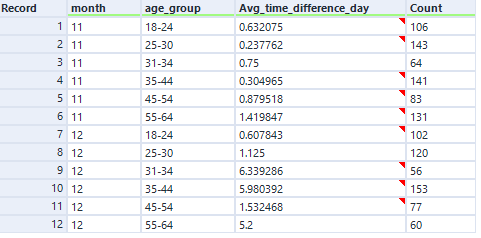 Record month age_group Avg_time_difference_day Count
1 11 18-24 0.632075 106
2 11 25-30 0.237762 143
3 11 31-34 0.75 64
4 11 35-44 0.304965 141
5 11 45-54 0.879518 83
6 11 55-64 1.419847 131
7 12 18-24 0.607843 102
8 12 25-30 1.125 120
9 12 31-34 6.339286 56
10 12 35-44 5.980392 153
11 12 45-54 1.532468 77
12 12 55-64 5.2 60